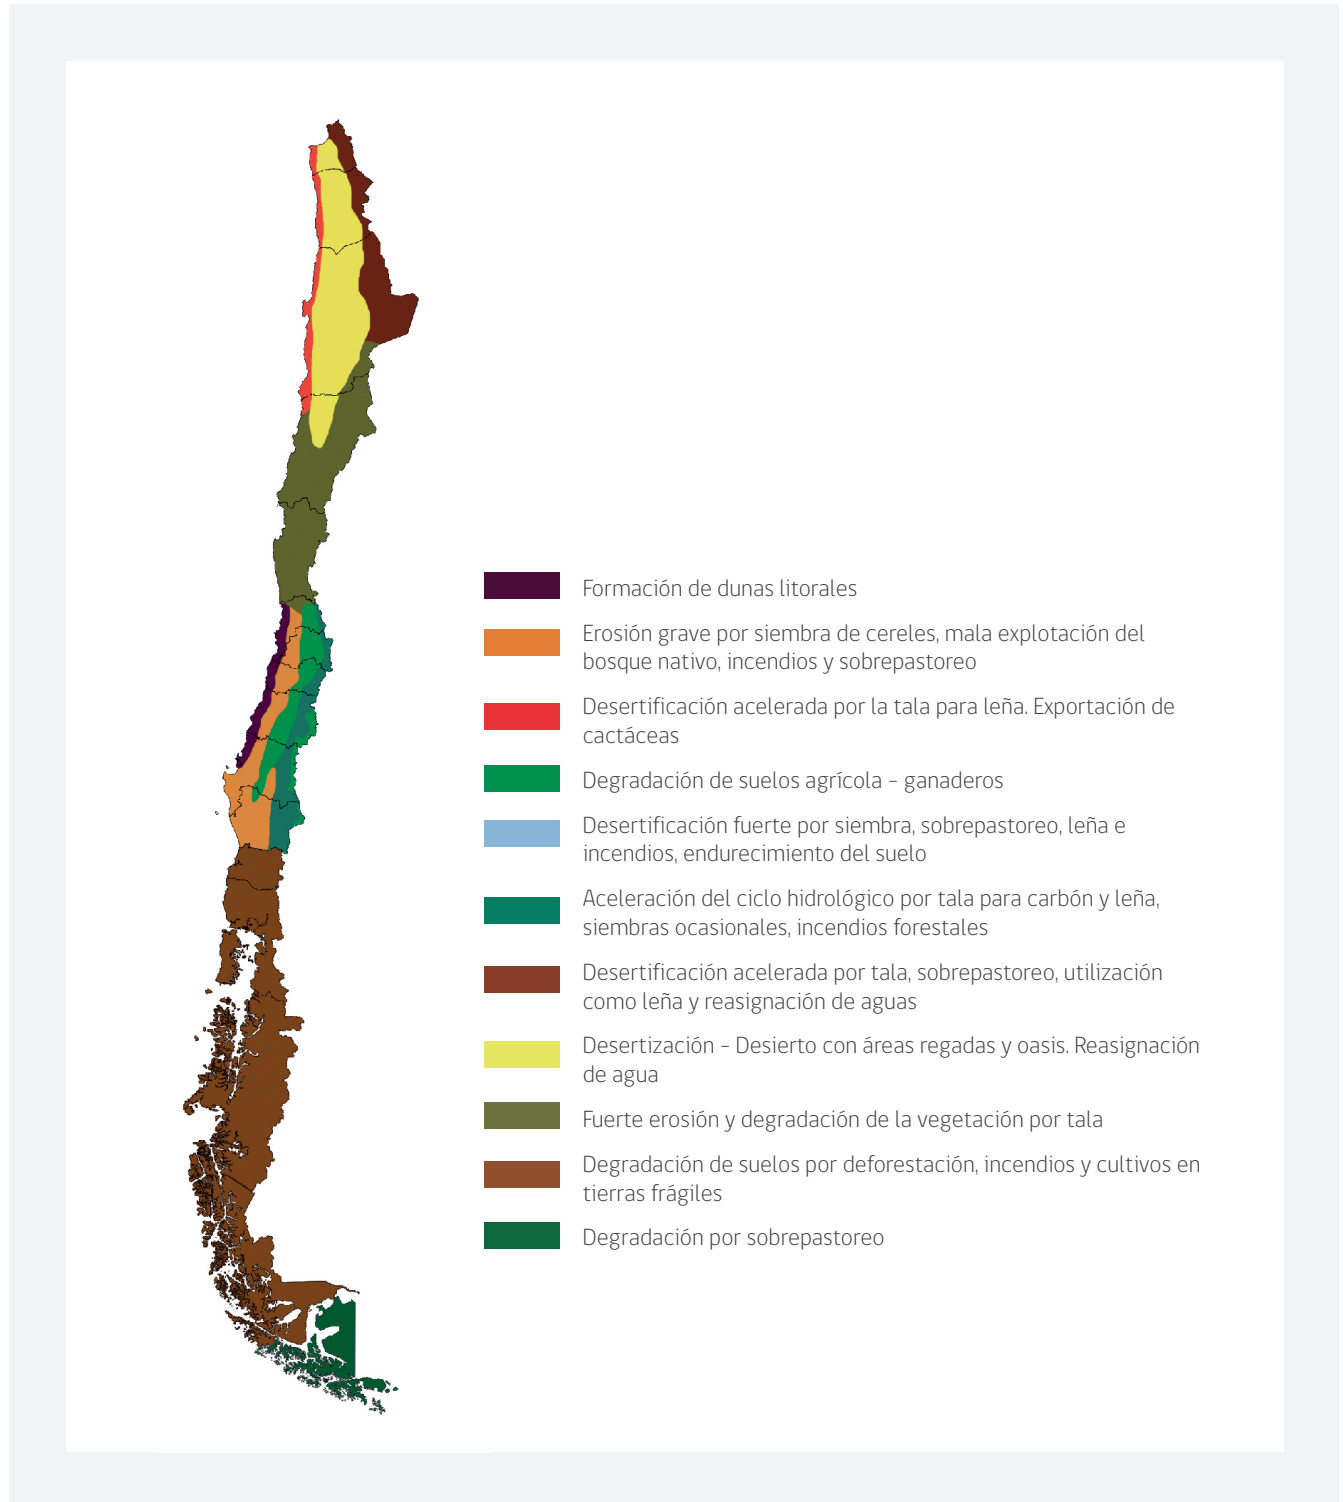 Formación de dunas litorales
Erosión grave por siembra de cereles, mala explotación del
bosque nativo, incendios y sobrepastoreo
Desertificación acelerada por la tala para leña. Exportación de
cactáceas
Degradación de suelos agrícola - ganaderos
Desertificación fuerte por siembra, sobrepastoreo, leña e
incendios, endurecimiento del suelo
Aceleración del ciclo hidrológico por tala para carbón y leña,
siembras ocasionales, incendios forestales
Desertificación acelerada por tala, sobrepastoreo, utilización
como leña y reasignación de aguas
Desertización - Desierto con áreas regadas y oasis. Reasignación
de agua
Fuerte erosión y degradación de la vegetación por tala
Degradación de suelos por deforestación, incendios y cultivos en
tierras frágiles
Degradación por sobrepastoreo